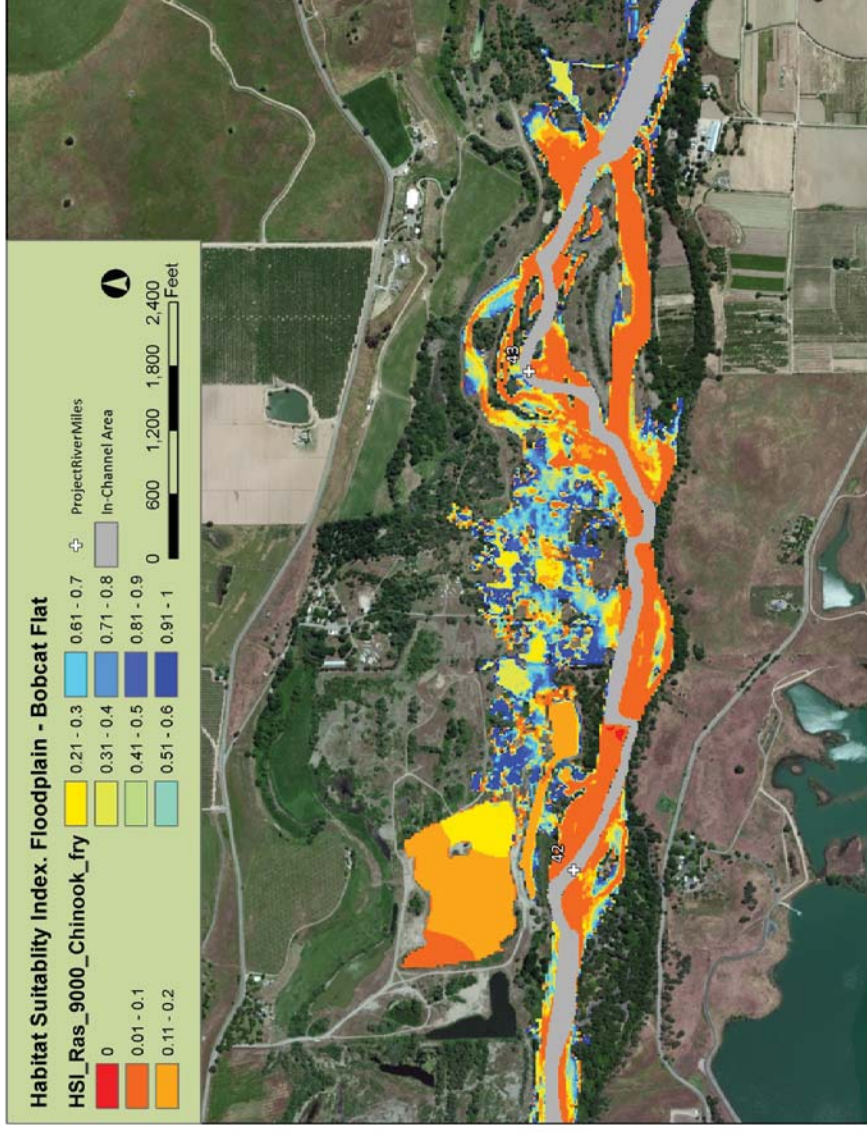 Habitat Suitablity Index. Floodplain - Bobcat Flat
HSI_Ras_9000_Chinook_fry
0
0.01 - 0.1
0.11 - 0.2
0.21 - 0.3
0.31 - 0.4
0.41 - 0.5
0.51 - 0.6
0.61 - 0.7
0.71 - 0.8
0.81 - 0.9
0.91 - 1
ProjectRiverMiles
In-Channel Area
0 600 1,200 1,800 2,400
Feet
42
43